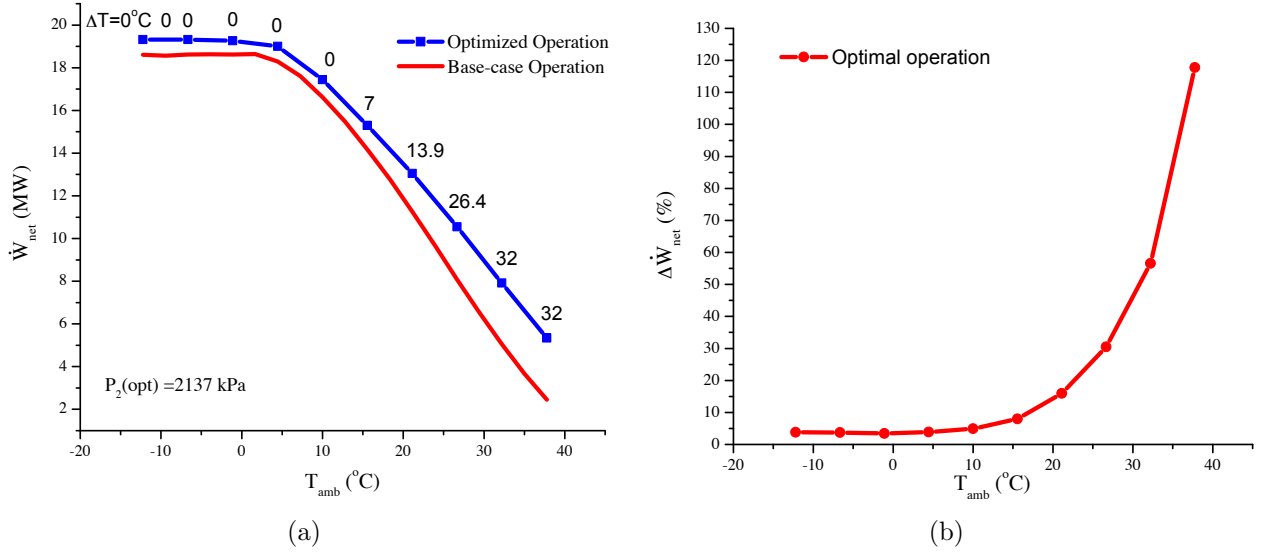 ΔT=0°C 0 0 0 0
0
7
13.9
26.4
32
32
Optimized Operation
Base-case Operation
P₂(opt) =2137 kPa
20
18
16
14
12
10
8
6
4
2
Ẇnet (MW)
-20 -10 0 10 20 30 40
Tamb (°C)
(a)
Optimal operation
130
120
110
100
90
80
70
60
50
40
30
20
10
0
ΔẆnet (%)
-20 -10 0 10 20 30 40
Tamb (°C)
(b)